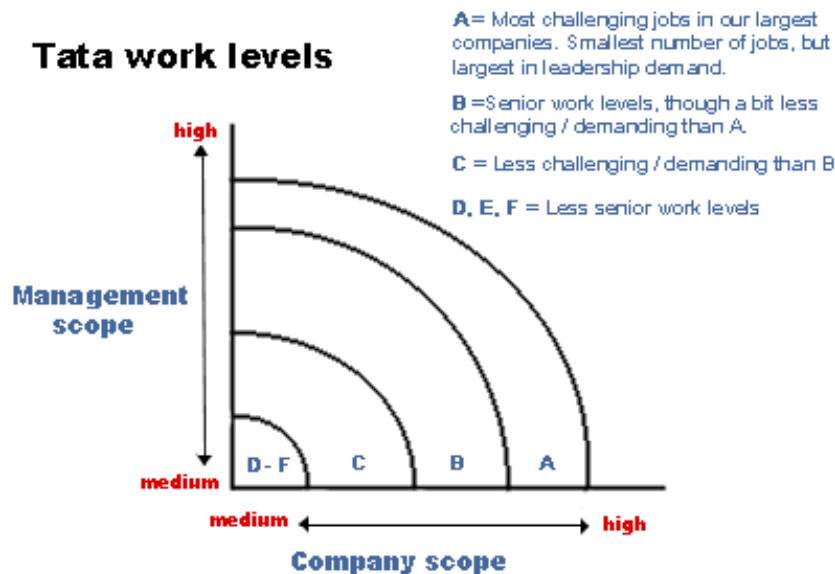 Tata work levels
A= Most challenging jobs in our largest
companies. Smallest number of jobs, but
largest in leadership demand.
B =Senior work levels, though a bit less
challenging / demanding than A.
C = Less challenging / demanding than B
D, E, F = Less senior work levels
high
Management
scope
medium
D - F
C
B
A
medium
high
Company scope